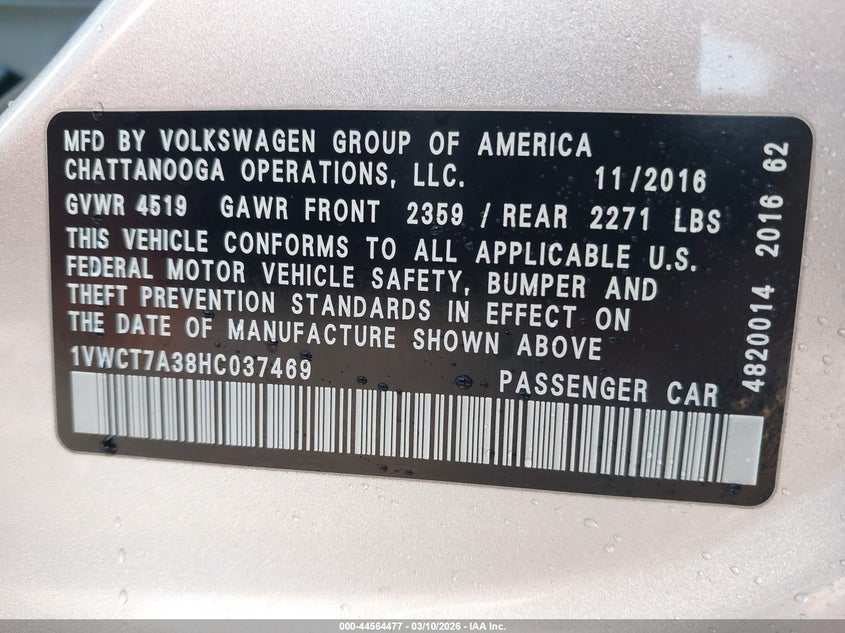 MFD BY VOLKSWAGEN GROUP OF AMERICA
CHATTANOOGA OPERATIONS, LLC. 11/2016
GVWR 4519 GAWR FRONT 2359 / REAR 2271 LBS
THIS VEHICLE CONFORMS TO ALL APPLICABLE U.S.
FEDERAL MOTOR VEHICLE SAFETY, BUMPER AND
THEFT PREVENTION STANDARDS IN EFFECT ON
THE DATE OF MANUFACTURE SHOWN ABOVE
1VWCT7A38HC037469 PASSENGER CAR
4820014 2016 62
000-44564477 - 03/10/2026 - IAA Inc.